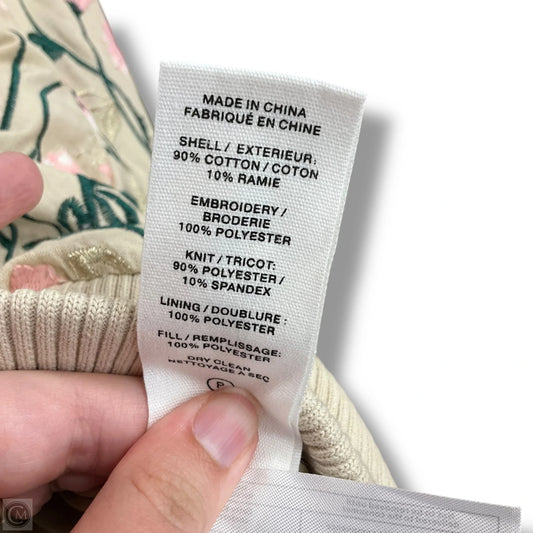 MADE IN CHINA
FABRIQUÉ EN CHINE
SHELL / EXTERIEUR:
90% COTTON / COTON
10% RAMIE
EMBROIDERY /
BRODERIE
100% POLYESTER
KNIT / TRICOT:
90% POLYESTER /
10% SPANDEX
LINING / DOUBLURE :
100% POLYESTER
FILL / REMPLISSAGE:
100% POLYESTER
DRY CLEAN
NETTOYAGE A SEC
P
M